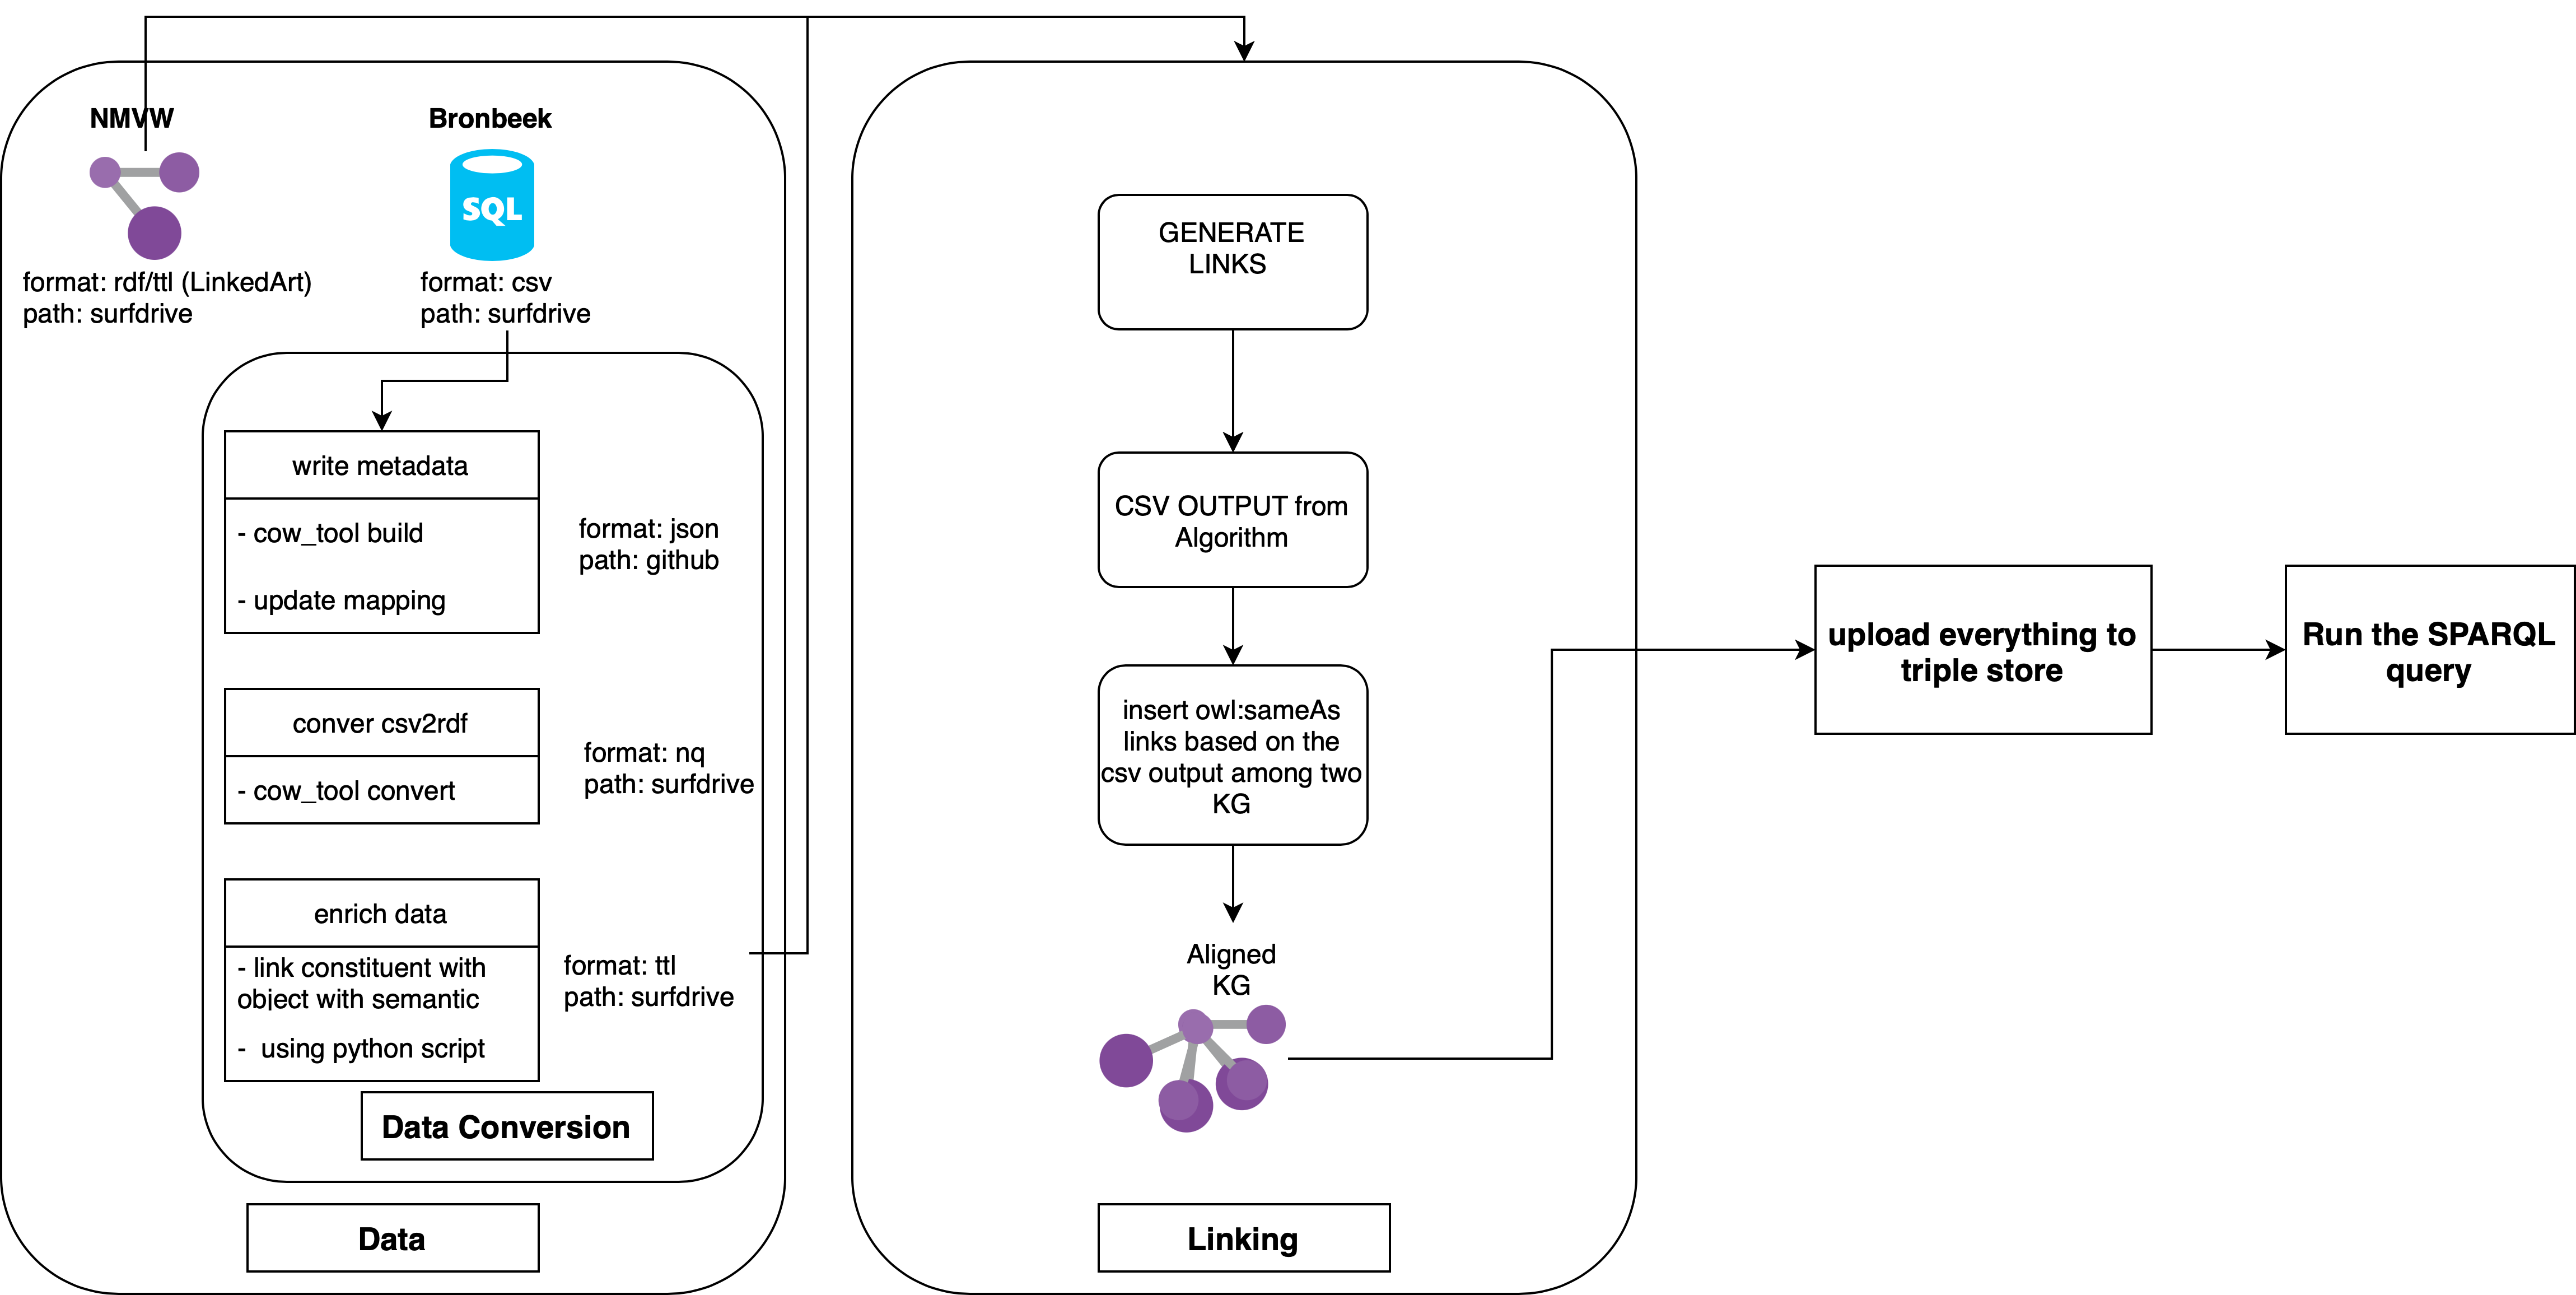 NMVW
format: rdf/ttl (LinkedArt)
path: surfdrive
Bronbeek
SQL
format: csv
path: surfdrive
write metadata
- cow_tool build
- update mapping
format: json
path: github
conver csv2rdf
- cow_tool convert
format: nq
path: surfdrive
enrich data
- link constituent with
object with semantic
- using python script
format: ttl
path: surfdrive
Data Conversion
Data
GENERATE
LINKS
CSV OUTPUT from
Algorithm
insert owl:sameAs
links based on the
csv output among two
KG
Aligned
KG
Linking
upload everything to
triple store
Run the SPARQL
query